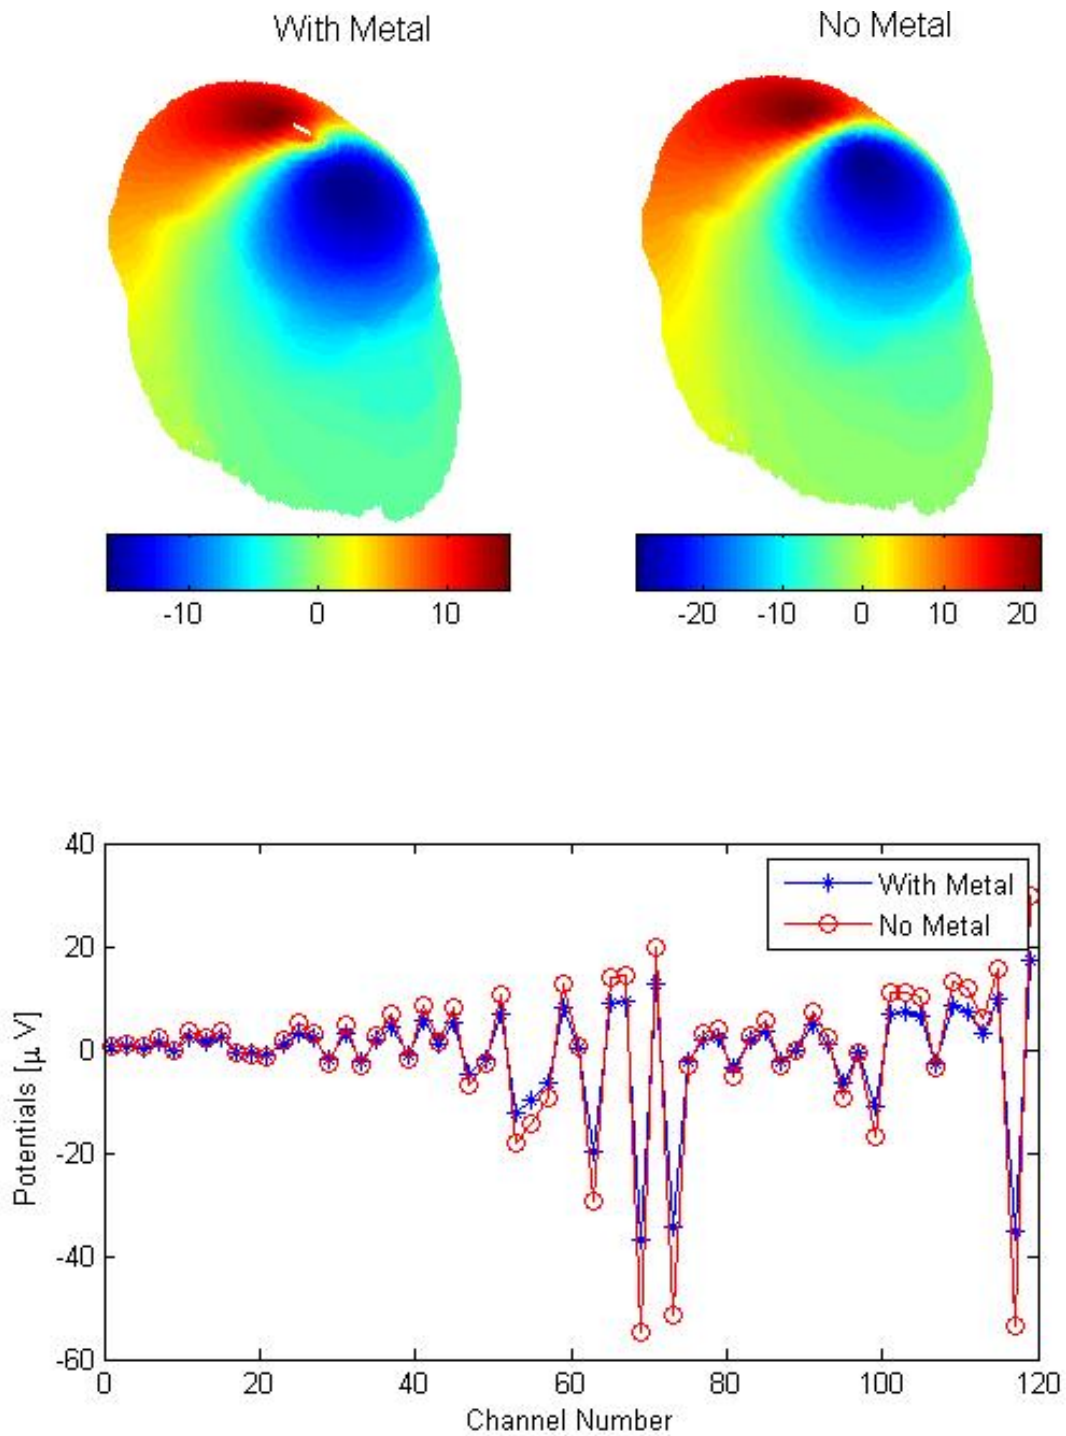 With Metal
No Metal
-10 0 10
-20 -10 0 10 20
40
20
0
-20
-40
-60
0 20 40 60 80 100 120
Potentials [μ V]
Channel Number
With Metal
No Metal